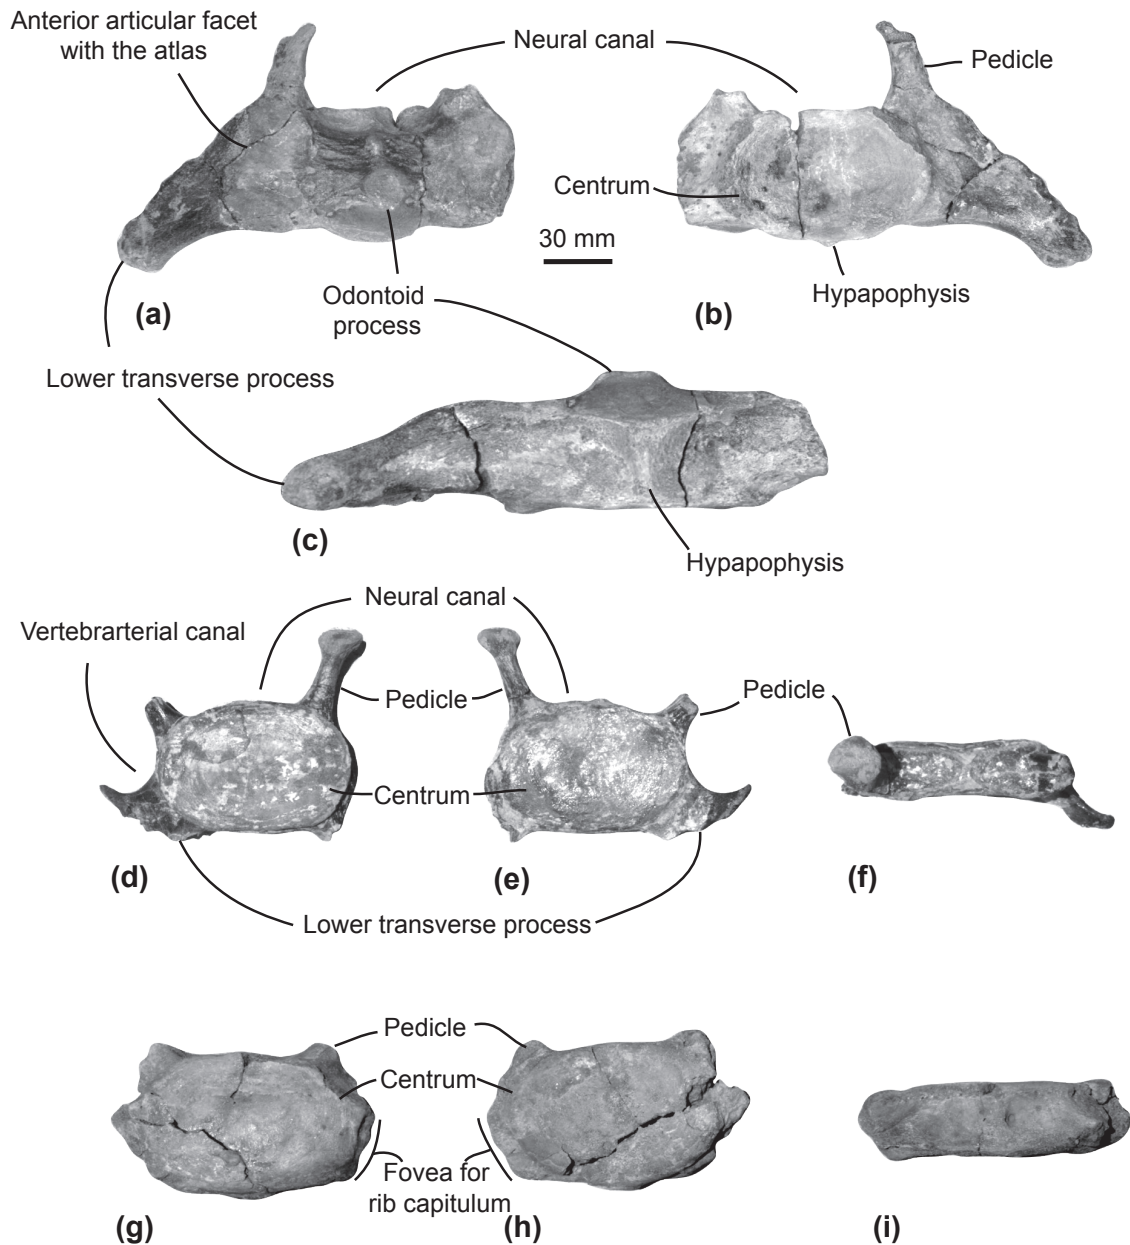 Anterior articular facet
with the atlas
Neural canal
Pedicle
Centrum
30 mm
Hypapophysis
Odontoid
process
(a)
(b)
Lower transverse process
(c)
Hypapophysis
Neural canal
Vertebrarterial canal
Pedicle
Pedicle
Centrum
(d)
(e)
(f)
Lower transverse process
Pedicle
Centrum
Fovea for
rib capitulum
(g)
(h)
(i)